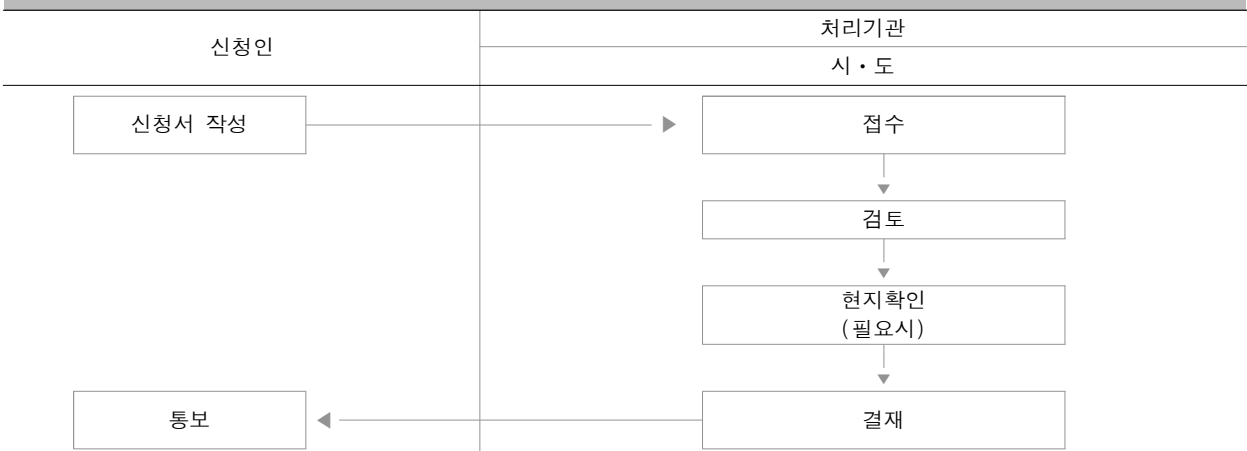 신청인
처리기관
시・도
신청서 작성
접수
검토
현지확인
(필요시)
통보
결재